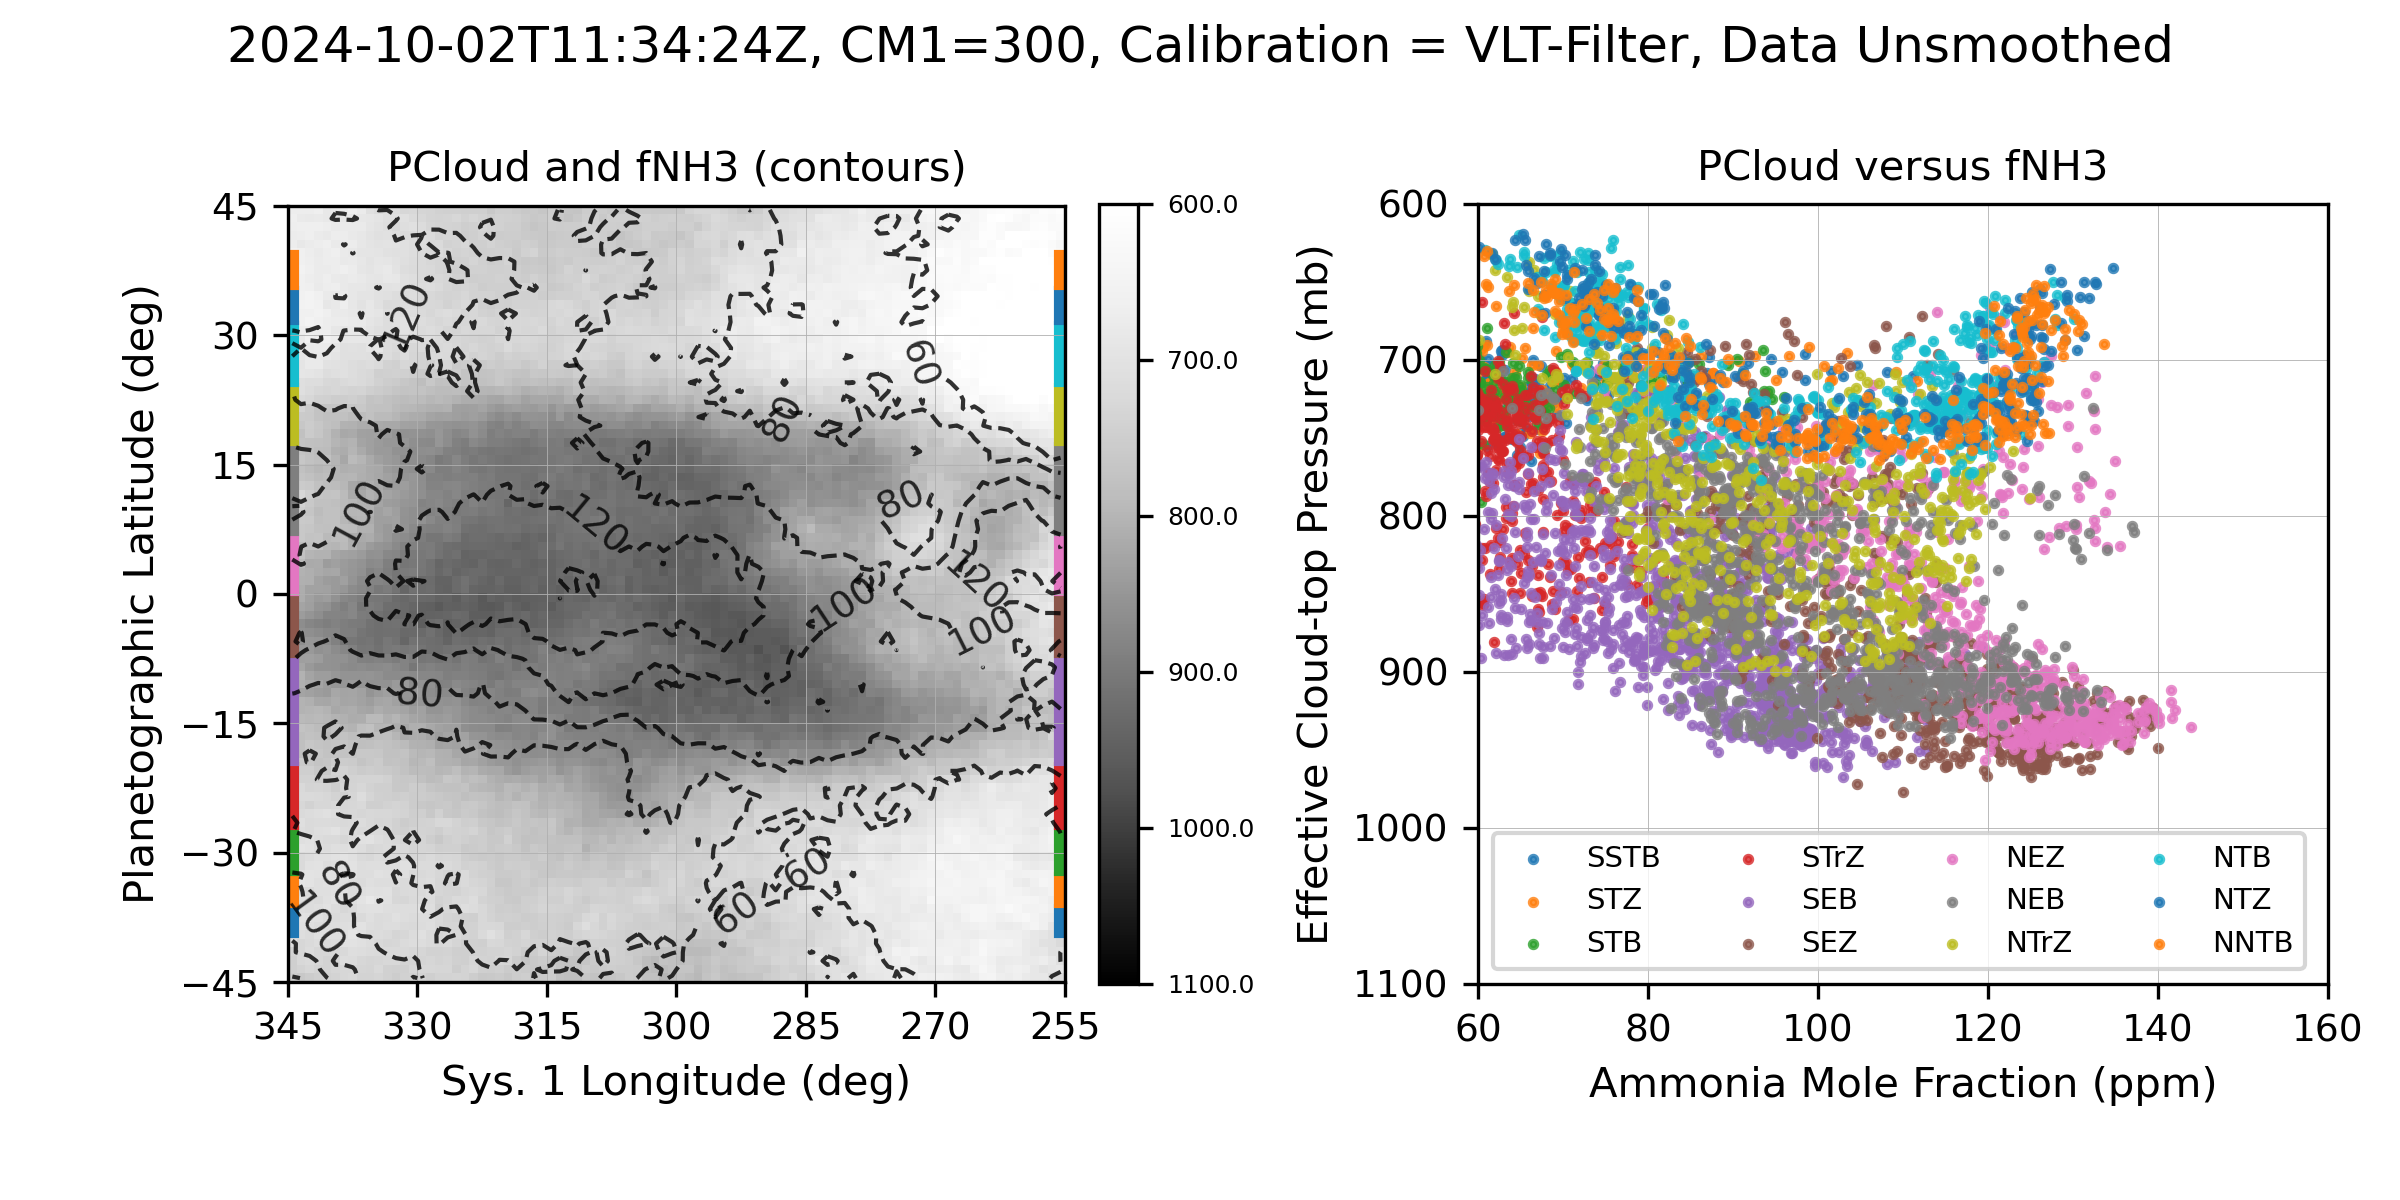 2024-10-02T11:34:24Z, CM1=300, Calibration = VLT-Filter, Data Unsmoothed
PCloud and fNH3 (contours)
Planetographic Latitude (deg)
45
30
15
0
−15
−30
−45
345
330
315
300
285
270
255
Sys. 1 Longitude (deg)
120
60
80
80
100
120
120
100
100
80
80
100
60
60
600.0
700.0
800.0
900.0
1000.0
1100.0
PCloud versus fNH3
Effective Cloud-top Pressure (mb)
600
700
800
900
1000
1100
60
80
100
120
140
160
Ammonia Mole Fraction (ppm)
SSTB
STZ
STB
STrZ
SEB
SEZ
NEZ
NEB
NTrZ
NTB
NTZ
NNTB